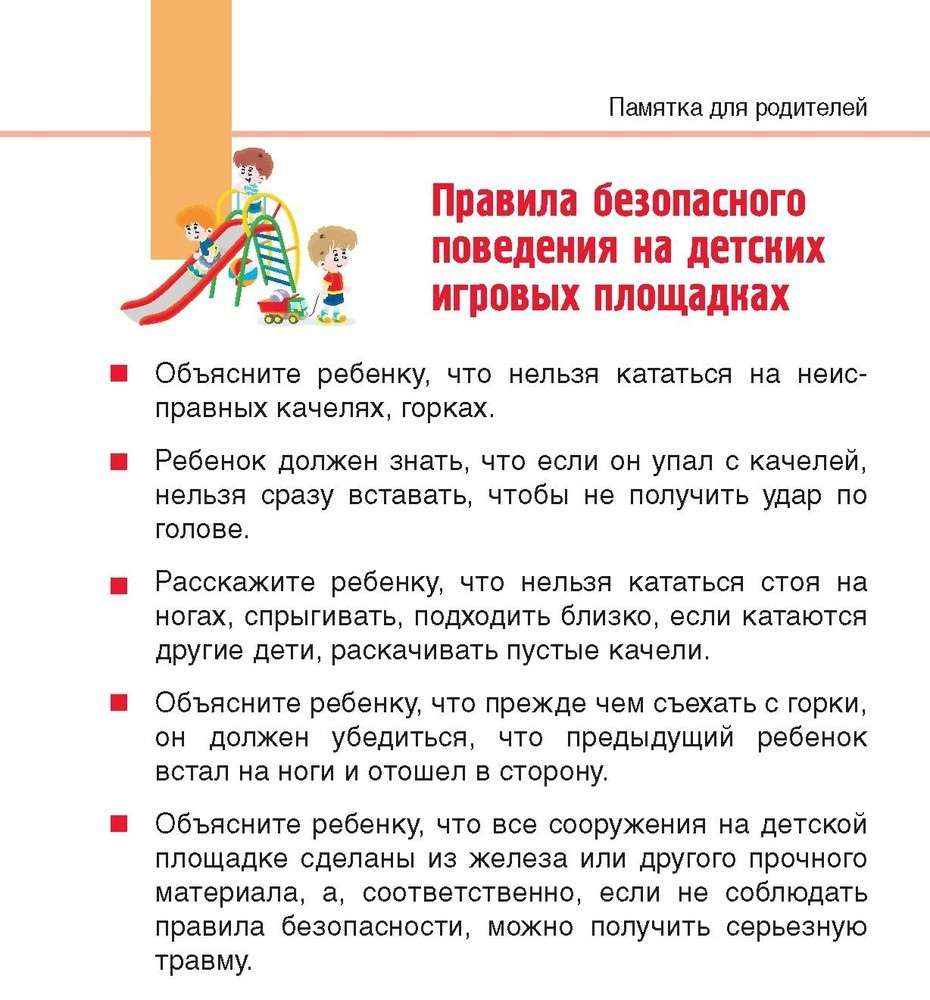 Памятка для родителей
Правила безопасного
поведения на детских
игровых площадках
Объясните ребенку, что нельзя кататься на неис-
правных качелях, горках.
Ребенок должен знать, что если он упал с качелей,
нельзя сразу вставать, чтобы не получить удар по
голове.
Расскажите ребенку, что нельзя кататься стоя на
ногах, спрыгивать, подходить близко, если катаются
другие дети, раскачивать пустые качели.
Объясните ребенку, что прежде чем съехать с горки,
он должен убедиться, что предыдущий ребенок
встал на ноги и отошел в сторону.
Объясните ребенку, что все сооружения на детской
площадке сделаны из железа или другого прочного
материала, а, соответственно, если не соблюдать
правила безопасности, можно получить серьезную
травму.